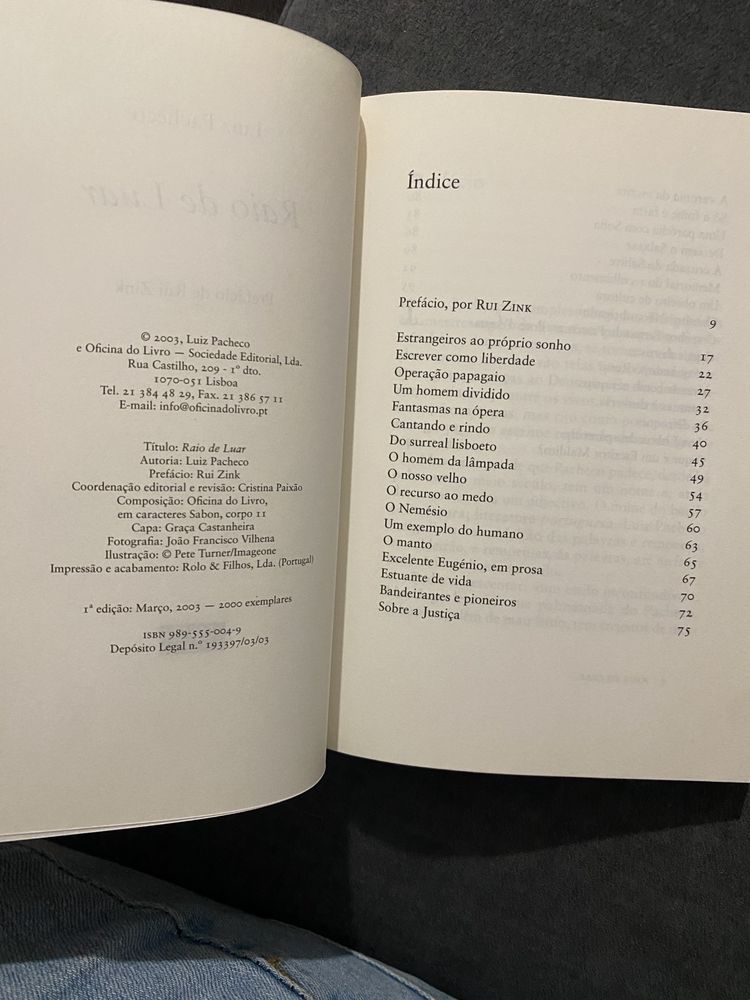 © 2003, Luiz Pacheco
e Oficina do Livro — Sociedade Editorial, Lda.
Rua Castilho, 209 - 1º dto.
1070-051 Lisboa
Tel. 21 384 48 29, Fax. 21 386 57 11
E-mail: info@oficinadolivro.pt
Título: Raio de Luar
Autoria: Luiz Pacheco
Prefácio: Rui Zink
Coordenação editorial e revisão: Cristina Paixão
Composição: Oficina do Livro,
em caracteres Sabon, corpo 11
Capa: Graça Castanheira
Fotografia: João Francisco Vilhena
Ilustração: © Pete Turner/Imageone
Impressão e acabamento: Rolo & Filhos, Lda. (Portugal)
1ª edição: Março, 2003 — 2000 exemplares
ISBN 989-555-004-9
Depósito Legal n.º 193397/03/03
Índice
Prefácio, por RUI ZINK 9
Estrangeiros ao próprio sonho 17
Escrever como liberdade 22
Operação papagaio 27
Um homem dividido 32
Fantasmas na ópera 36
Cantando e rindo 40
Do surreal lisboeto 45
O homem da lâmpada 49
O nosso velho 54
O recurso ao medo 57
O Nemésio 60
Um exemplo do humano 63
O manto 65
Excelente Eugénio, em prosa 67
Estuante de vida 70
Bandeirantes e pioneiros 72
Sobre a Justiça 75